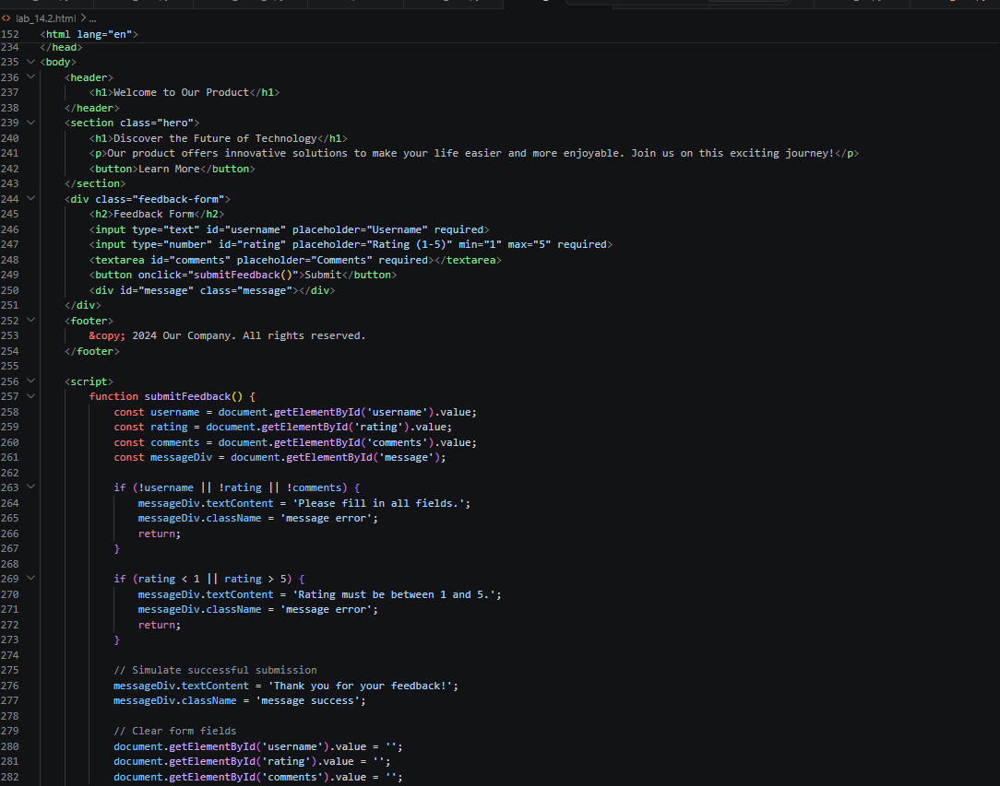 lab_14.2.html > ...
152 <html lang="en">
234 </head>
235 <body>
236 <header>
237 <h1>Welcome to Our Product</h1>
238 </header>
239 <section class="hero">
240 <h1>Discover the Future of Technology</h1>
241 <p>Our product offers innovative solutions to make your life easier and more enjoyable. Join us on this exciting journey!</p>
242 <button>Learn More</button>
243 </section>
244 <div class="feedback-form">
245 <h2>Feedback Form</h2>
246 <input type="text" id="username" placeholder="Username" required>
247 <input type="number" id="rating" placeholder="Rating (1-5)" min="1" max="5" required>
248 <textarea id="comments" placeholder="Comments" required></textarea>
249 <button onclick="submitFeedback()">Submit</button>
250 <div id="message" class="message"></div>
251 </div>
252 <footer>
253 &copy; 2024 Our Company. All rights reserved.
254 </footer>
255
256 <script>
257 function submitFeedback() {
258 const username = document.getElementById('username').value;
259 const rating = document.getElementById('rating').value;
260 const comments = document.getElementById('comments').value;
261 const messageDiv = document.getElementById('message');
262
263 if (!username || !rating || !comments) {
264 messageDiv.textContent = 'Please fill in all fields.';
265 messageDiv.className = 'message error';
266 return;
267 }
268
269 if (rating < 1 || rating > 5) {
270 messageDiv.textContent = 'Rating must be between 1 and 5.';
271 messageDiv.className = 'message error';
272 return;
273 }
274
275 // Simulate successful submission
276 messageDiv.textContent = 'Thank you for your feedback!';
277 messageDiv.className = 'message success';
278
279 // Clear form fields
280 document.getElementById('username').value = '';
281 document.getElementById('rating').value = '';
282 document.getElementById('comments').value = '';